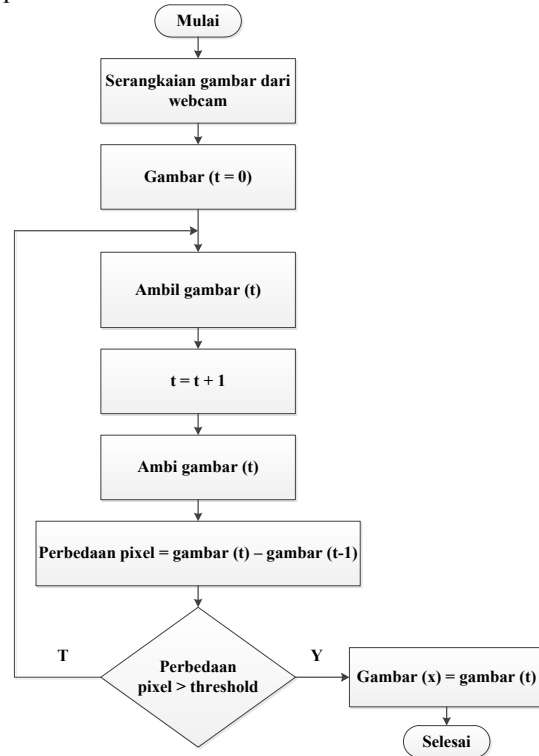 Mulai
Serangkaian gambar dari
webcam
Gambar (t = 0)
Ambil gambar (t)
t = t + 1
Ambi gambar (t)
Perbedaan pixel = gambar (t) – gambar (t-1)
Perbedaan
pixel > threshold
T
Y
Gambar (x) = gambar (t)
Selesai